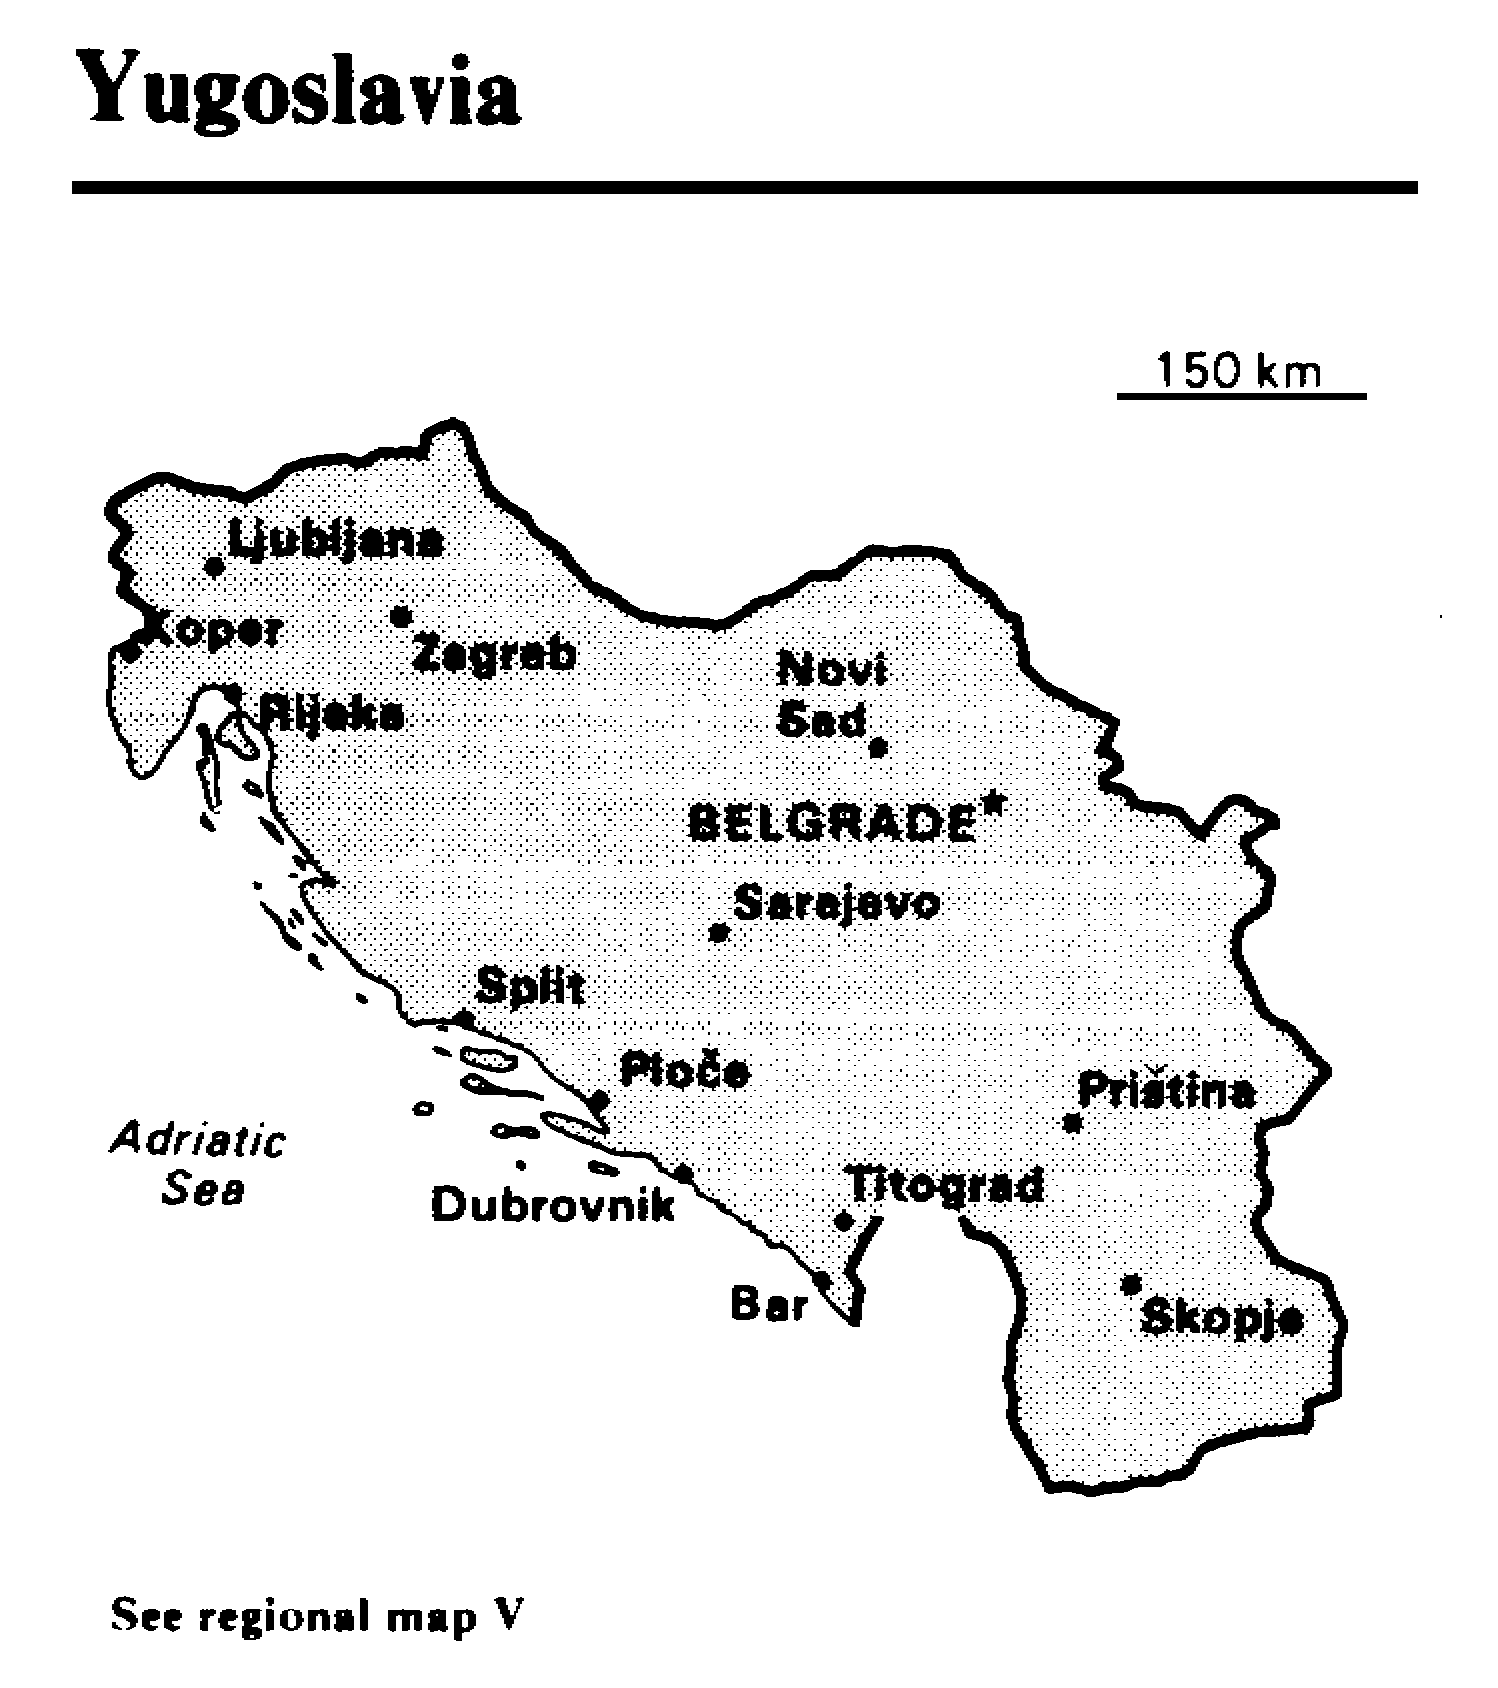 Yugoslavia
150 km
Ljubljana
Koper
Zagreb
Rijeka
Novi
Sad
BELGRADE
Sarajevo
Split
Ploče
Priština
Adriatic
Sea
Titograd
Dubrovnik
Bar
Skopje
See regional map V